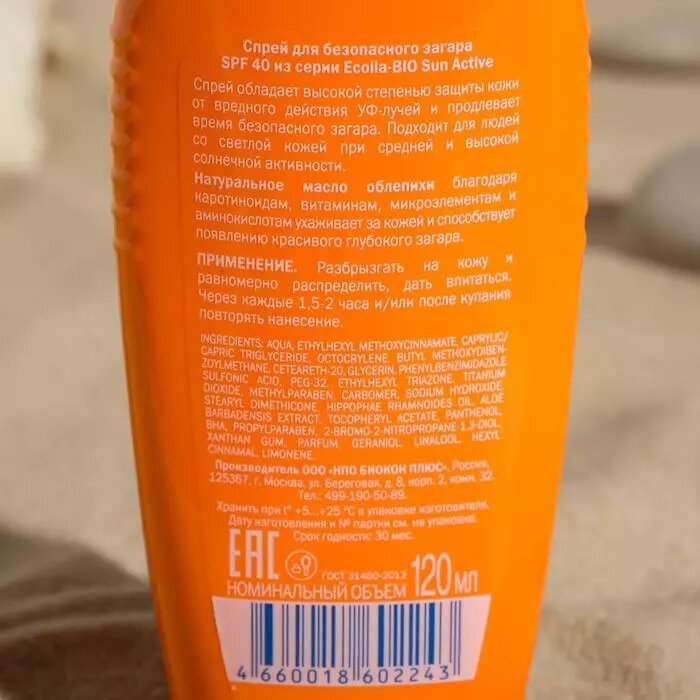 Спрей для безопасного загара
SPF 40 из серии Ecolla-BIO Sun Active
Спрей обладает высокой степенью защиты кожи
от вредного действия УФ-лучей и продлевает
время безопасного загара. Подходит для людей
со светлой кожей при средней и высокой
солнечной активности.
Натуральное масло облепихи благодаря
каротиноидам, витаминам, микроэлементам и
аминокислотам ухаживает за кожей и способствует
появлению красивого глубокого загара.
ПРИМЕНЕНИЕ. Разбрызгать на кожу и
равномерно распределить, дать впитаться.
Через каждые 1,5-2 часа и/или после купания
повторять нанесение.
INGREDIENTS: AQUA, ETHYLHEXYL METHOXYCINNAMATE, CAPRYLIC/
CAPRIC TRIGLYCERIDE, OCTOCRYLENE, BUTYL METHOXYDIBEN-
ZOYLMETHANE, CETEARETH-20, GLYCERIN, PHENYLBENZIMIDAZOLE
SULFONIC ACID, PEG-32, ETHYLHEXYL TRIAZONE, TITANIUM
DIOXIDE, METHYLPARABEN, CARBOMER, SODIUM HYDROXIDE,
STEARYL DIMETHICONE, HIPPOPHAE RHAMNOIDES OIL, ALOE
BARBADENSIS EXTRACT, TOCOPHERYL ACETATE, PANTHENOL,
BHA, PROPYLPARABEN, 2-BROMO-2-NITROPROPANE 1,3-DIOL,
XANTHAN GUM, PARFUM, GERANIOL, LINALOOL, HEXYL
CINNAMAL, LIMONENE.
Производитель ООО «НПО БИОКОН ПЛЮС», Россия,
125367, г. Москва, ул. Береговая, д. 8, корп. 2, комн. 32.
Тел.: 499-190-50-89.
Хранить при t° +5...+25 °С в упаковке изготовителя.
Дату изготовления и № партии см. на упаковке.
Срок годности: 30 мес.
EAC ГОСТ 31460-2012
НОМИНАЛЬНЫЙ ОБЪЕМ 120 МЛ
4 660018 602243